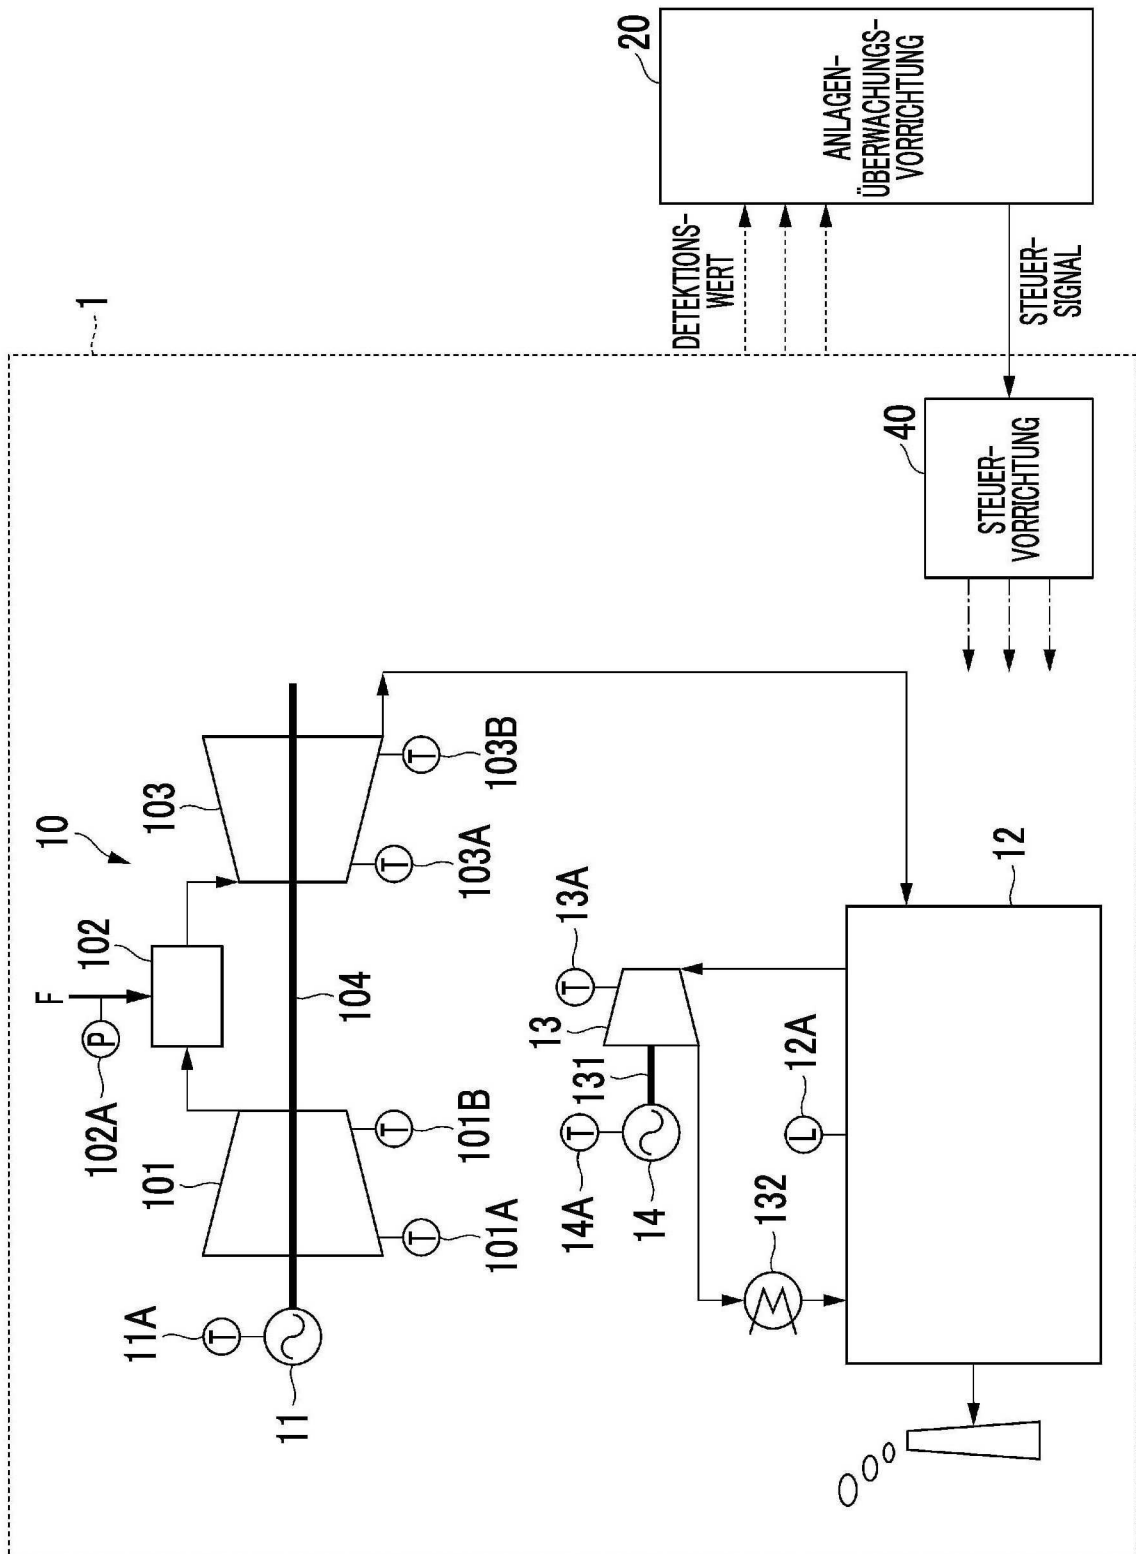 1
10
F
P
102A
102
103
101
104
11A
T
11
T
101A
T
101B
T
103A
T
103B
14A
T
14
131
13
T
13A
132
L
12A
12
DETEKTIONS-
WERT
20
ANLAGEN-
ÜBERWACHUNGS-
VORRICHTUNG
STEUER-
SIGNAL
40
STEUER-
VORRICHTUNG